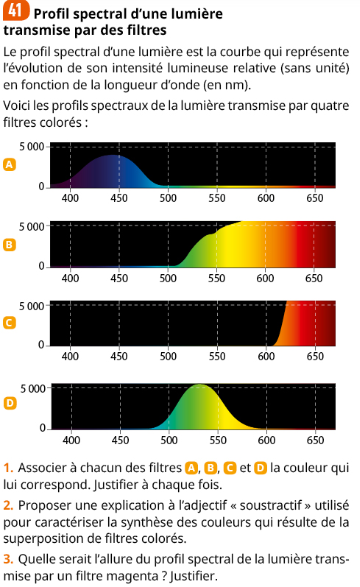 41 Profil spectral d’une lumière
transmise par des filtres
Le profil spectral d’une lumière est la courbe qui représente
l’évolution de son intensité lumineuse relative (sans unité)
en fonction de la longueur d’onde (en nm).
Voici les profils spectraux de la lumière transmise par quatre
filtres colorés :
5 000
A
0
400 450 500 550 600 650
5 000
B
0
400 450 500 550 600 650
5 000
C
0
400 450 500 550 600 650
5 000
D
0
400 450 500 550 600 650
1. Associer à chacun des filtres A, B, C et D la couleur qui
lui correspond. Justifier à chaque fois.
2. Proposer une explication à l’adjectif « soustractif » utilisé
pour caractériser la synthèse des couleurs qui résulte de la
superposition de filtres colorés.
3. Quelle serait l’allure du profil spectral de la lumière trans-
mise par un filtre magenta ? Justifier.